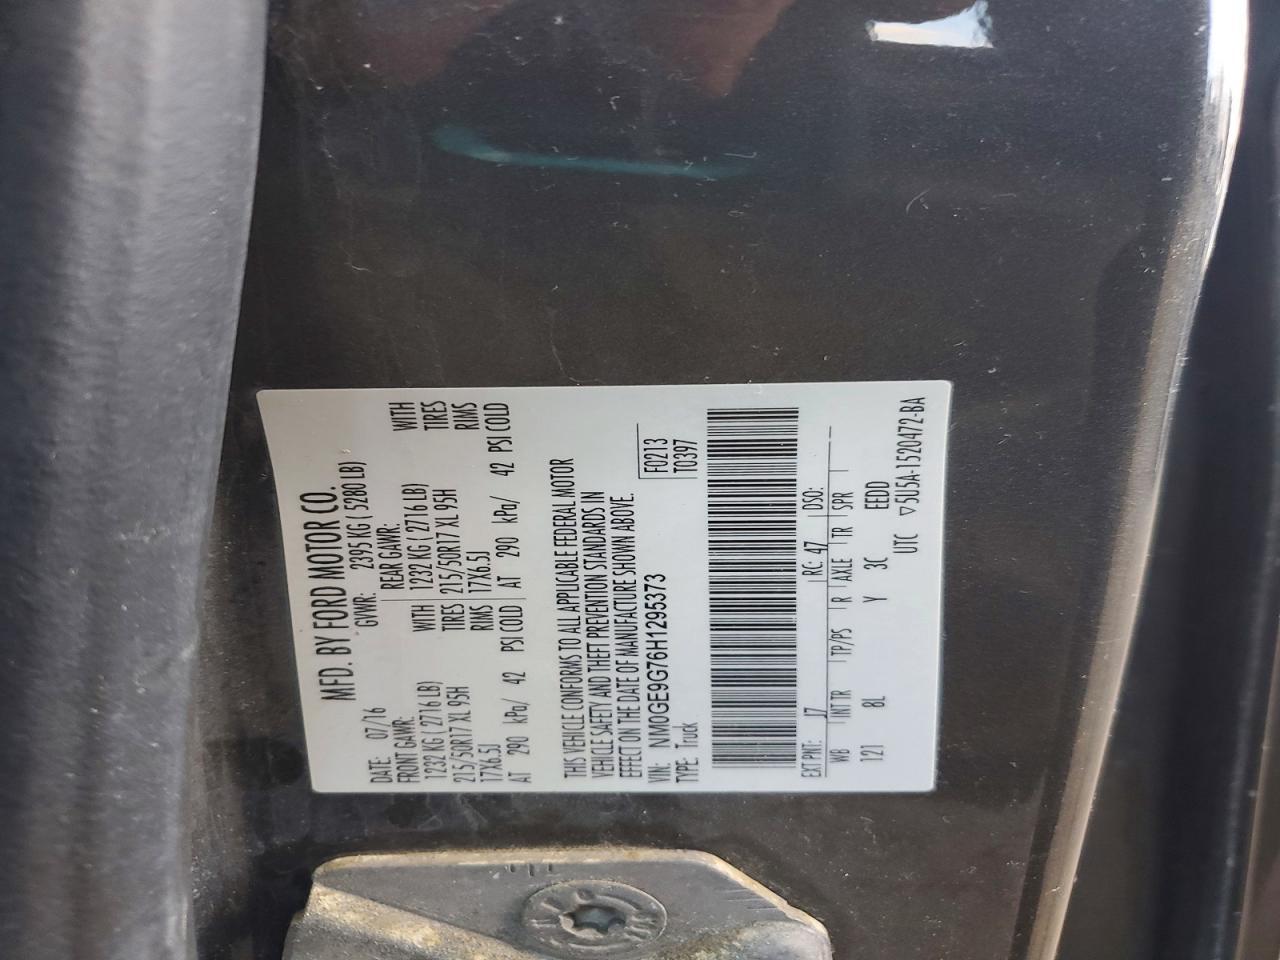 MFD. BY FORD MOTOR CO.
DATE: 07/16 GVWR: 2395 KG ( 5280 LB)
FRONT GAWR: REAR GAWR:
1232 KG ( 2716 LB) WITH 1232 KG ( 2716 LB) WITH
215/50R17 XL 95H TIRES 215/50R17 XL 95H TIRES
17X6.5J RIMS 17X6.5J RIMS
AT 290 kPa/ 42 PSI COLD AT 290 kPa/ 42 PSI COLD
THIS VEHICLE CONFORMS TO ALL APPLICABLE FEDERAL MOTOR
VEHICLE SAFETY AND THEFT PREVENTION STANDARDS IN
EFFECT ON THE DATE OF MANUFACTURE SHOWN ABOVE.
VIN: NM0GE9G76H1295373 F0213
TYPE: Truck T0397
EXT PNT: J7 RC: 47 DSO:
WB INT TR TP/PS R AXLE TR SPR
121 8L Y 3C EEDD
UTC ▽5U5A-1520472-BA